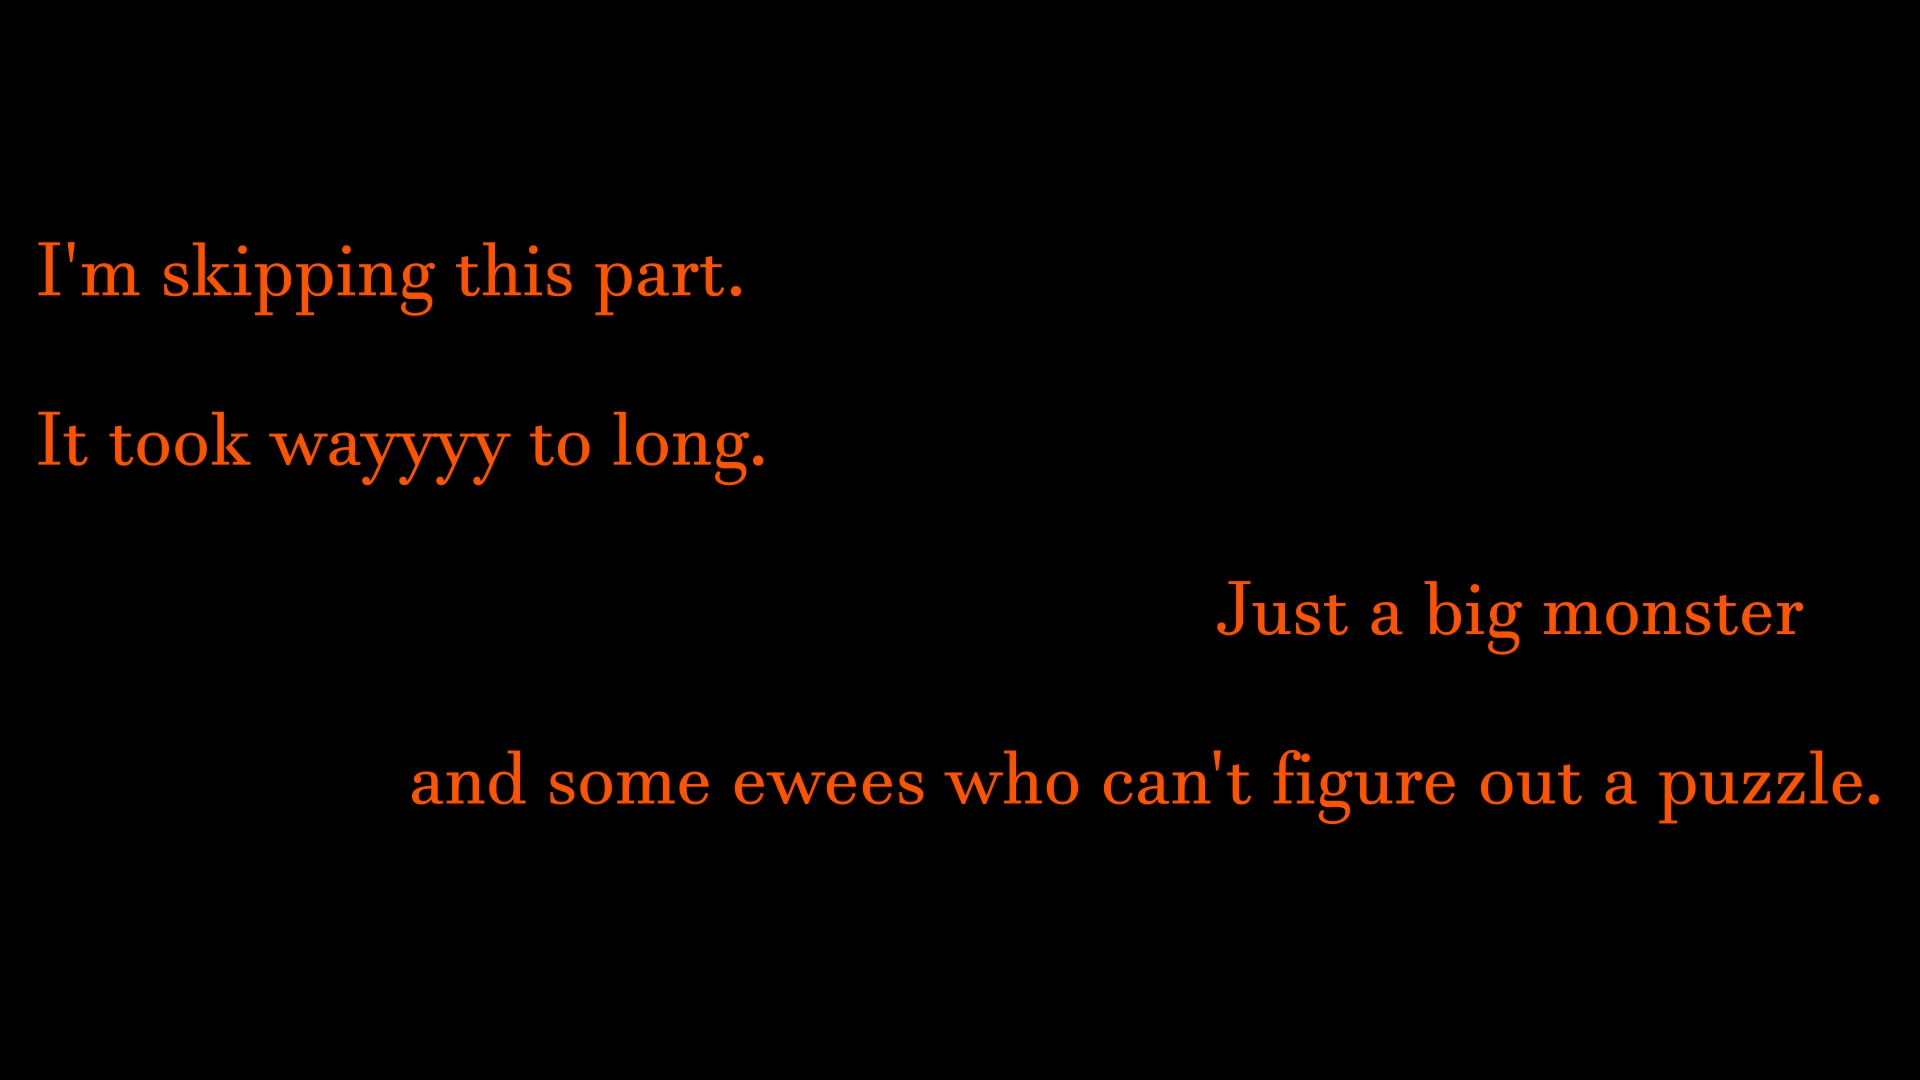 I'm skipping this part.
It took wayyyy to long.
Just a big monster
and some ewees who can't figure out a puzzle.